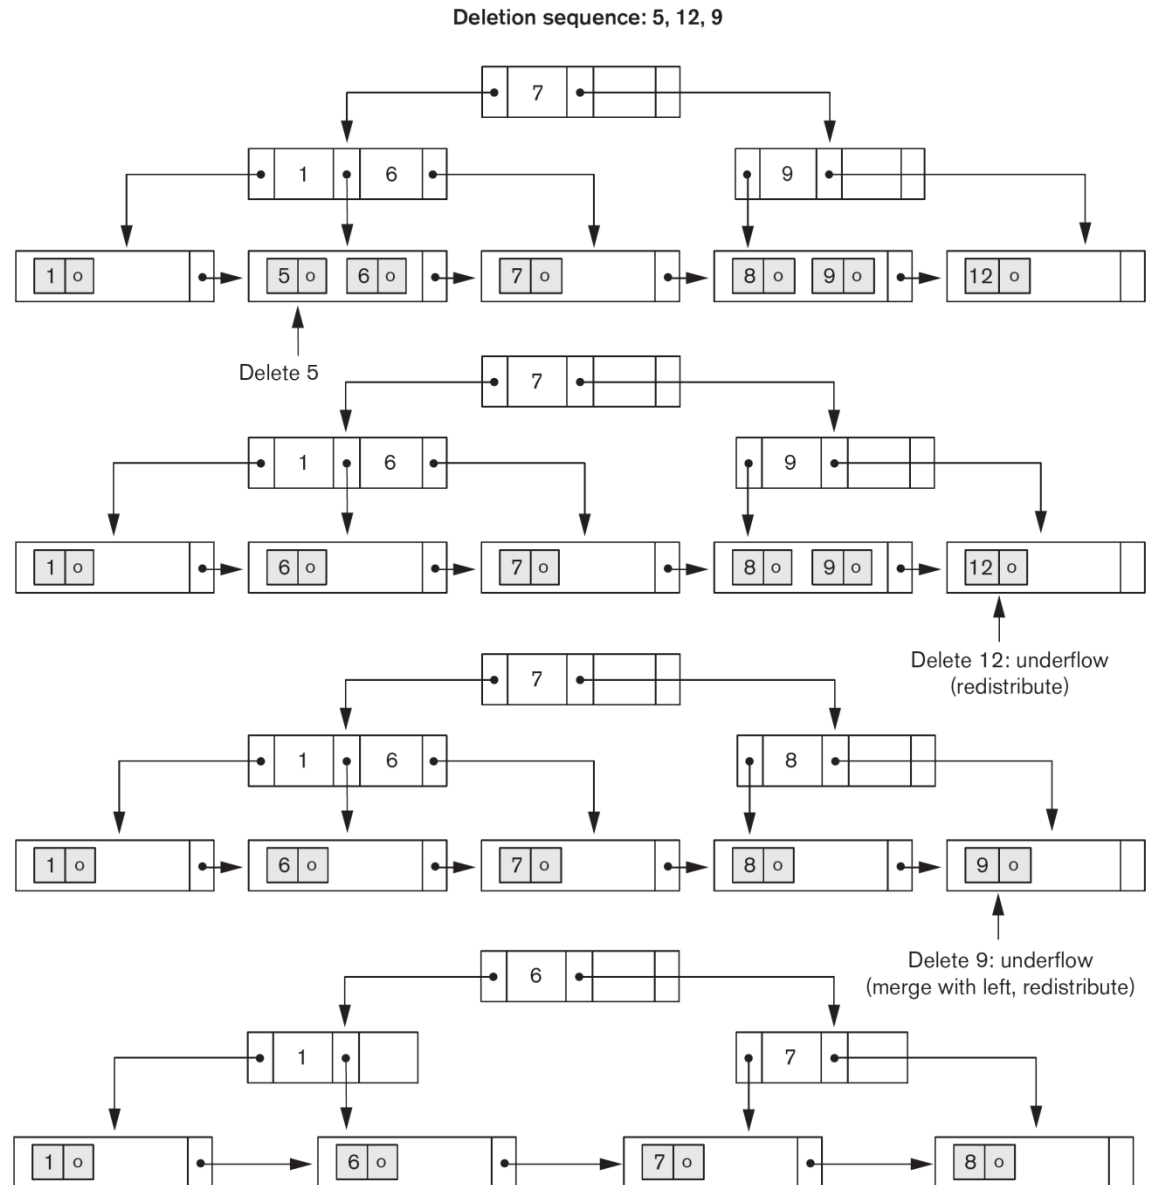 Deletion sequence: 5, 12, 9
7
1 6 9
1 o 5 o 6 o 7 o 8 o 9 o 12 o
Delete 5
7
1 6 9
1 o 6 o 7 o 8 o 9 o 12 o
Delete 12: underflow
(redistribute)
7
1 6 8
1 o 6 o 7 o 8 o 9 o
Delete 9: underflow
(merge with left, redistribute)
6
1 7
1 o 6 o 7 o 8 o